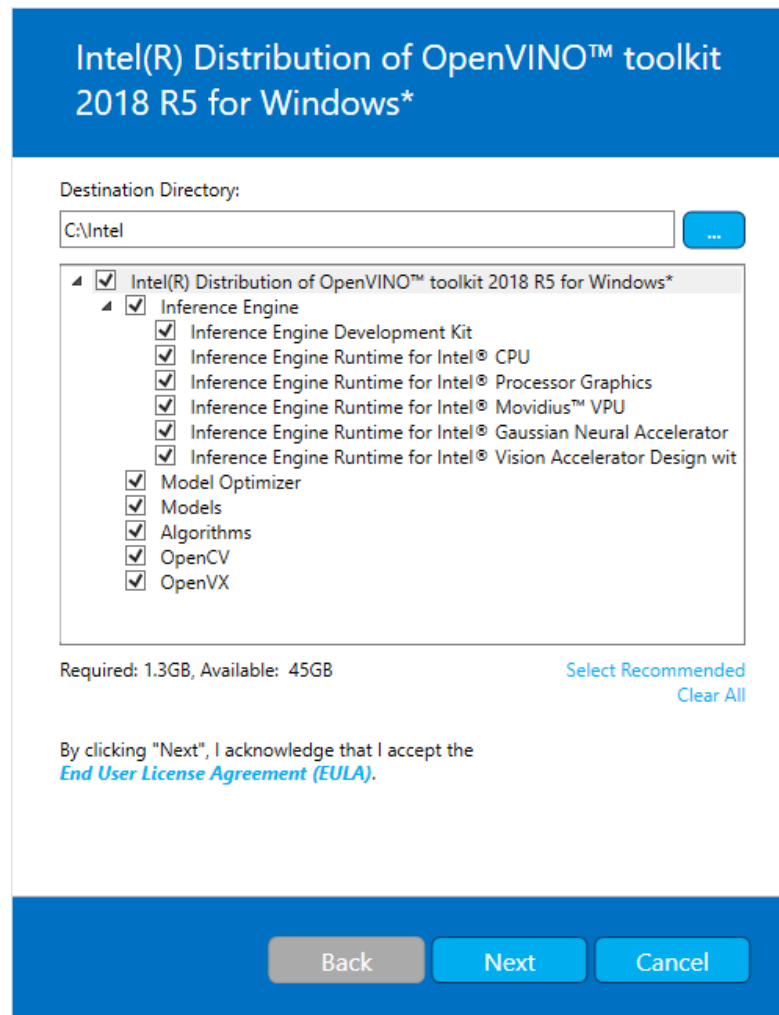 Intel(R) Distribution of OpenVINO™ toolkit
2018 R5 for Windows*
Destination Directory:
C:\Intel
...
Intel(R) Distribution of OpenVINO™ toolkit 2018 R5 for Windows*
Inference Engine
Inference Engine Development Kit
Inference Engine Runtime for Intel® CPU
Inference Engine Runtime for Intel® Processor Graphics
Inference Engine Runtime for Intel® Movidius™ VPU
Inference Engine Runtime for Intel® Gaussian Neural Accelerator
Inference Engine Runtime for Intel® Vision Accelerator Design wit
Model Optimizer
Models
Algorithms
OpenCV
OpenVX
Required: 1.3GB, Available: 45GB
Select Recommended
Clear All
By clicking "Next", I acknowledge that I accept the
End User License Agreement (EULA).
Back
Next
Cancel